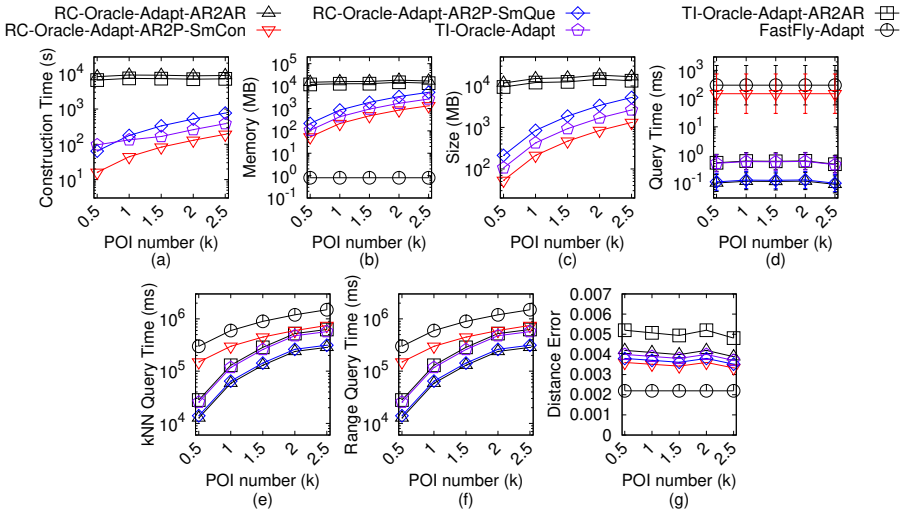 RC-Oracle-Adapt-AR2AR RC-Oracle-Adapt-AR2P-SmQue TI-Oracle-Adapt-AR2AR
RC-Oracle-Adapt-AR2P-SmCon TI-Oracle-Adapt FastFly-Adapt
Construction Time (s)
10^4
10^3
10^2
10^1
0.5 1 1.5 2 2.5
POI number (k)
(a)
Memory (MB)
10^5
10^4
10^3
10^2
10^1
10^0
10^-1
0.5 1 1.5 2 2.5
POI number (k)
(b)
Size (MB)
10^4
10^3
10^2
0.5 1 1.5 2 2.5
POI number (k)
(c)
Query Time (ms)
10^3
10^2
10^1
10^0
10^-1
0.5 1 1.5 2 2.5
POI number (k)
(d)
kNN Query Time (ms)
10^6
10^5
10^4
0.5 1 1.5 2 2.5
POI number (k)
(e)
Range Query Time (ms)
10^6
10^5
10^4
0.5 1 1.5 2 2.5
POI number (k)
(f)
Distance Error
0.007
0.006
0.005
0.004
0.003
0.002
0.001
0
0.5 1 1.5 2 2.5
POI number (k)
(g)